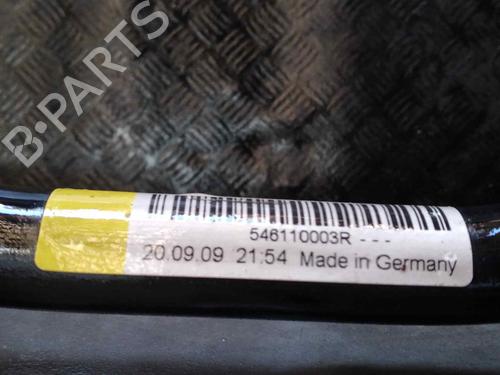 B-PARTS
546110003R ---
20.09.09 21:54 Made in Germany